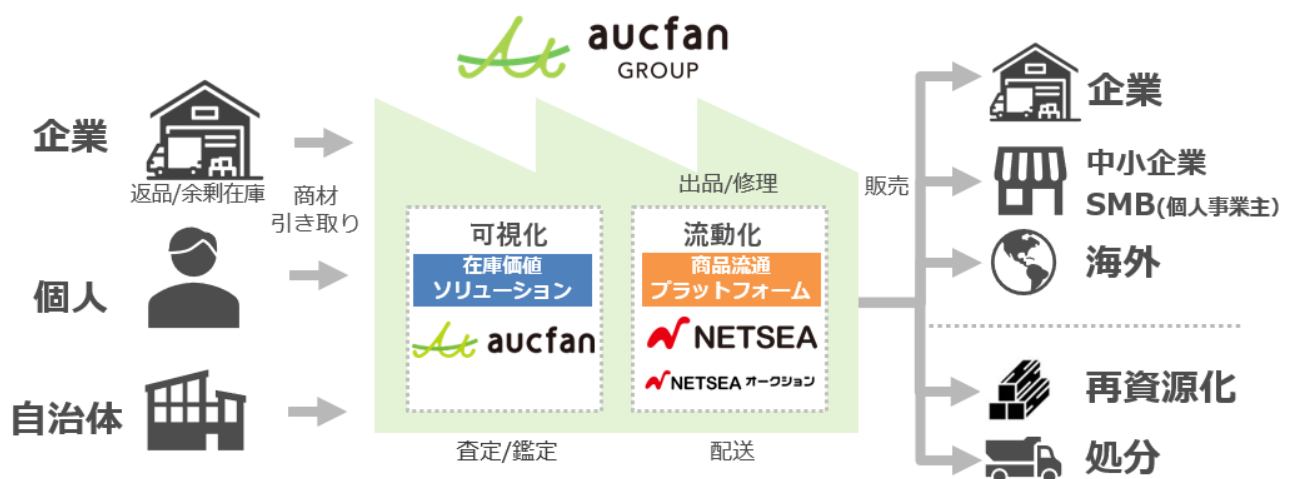 aucfan
GROUP
企業
返品/余剰在庫
商材
引き取り
個人
自治体
出品/修理
可視化
在庫価値
ソリューション
aucfan
流動化
商品流通
プラットフォーム
NETSEA
NETSEA オークション
査定/鑑定
配送
販売
企業
中小企業
SMB(個人事業主)
海外
再資源化
処分